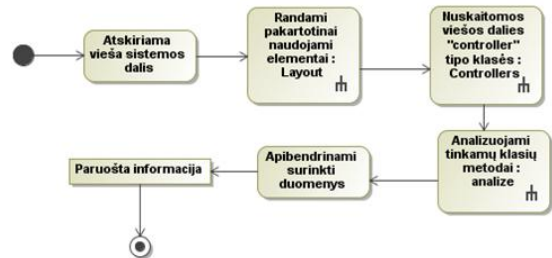 Atskiriama
vieša sistemos
dalis
Randami
pakartotinai
naudojami
elementai :
Layout
Nuskaitomos
viešos dalies
"controller"
tipo klasės :
Controllers
Analizuojami
tinkamų klasių
metodai :
analize
Apibendrinami
surinkti
duomenys
Paruošta informacija